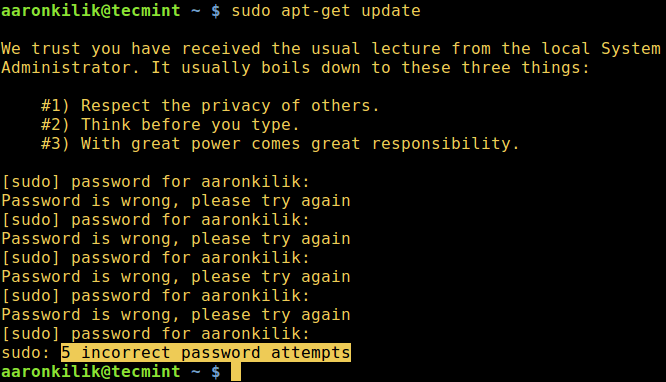 aaronkilik@tecmint ~ $ sudo apt-get update
We trust you have received the usual lecture from the local System
Administrator. It usually boils down to these three things:
#1) Respect the privacy of others.
#2) Think before you type.
#3) With great power comes great responsibility.
[sudo] password for aaronkilik:
Password is wrong, please try again
[sudo] password for aaronkilik:
Password is wrong, please try again
[sudo] password for aaronkilik:
Password is wrong, please try again
[sudo] password for aaronkilik:
Password is wrong, please try again
[sudo] password for aaronkilik:
sudo: 5 incorrect password attempts
aaronkilik@tecmint ~ $